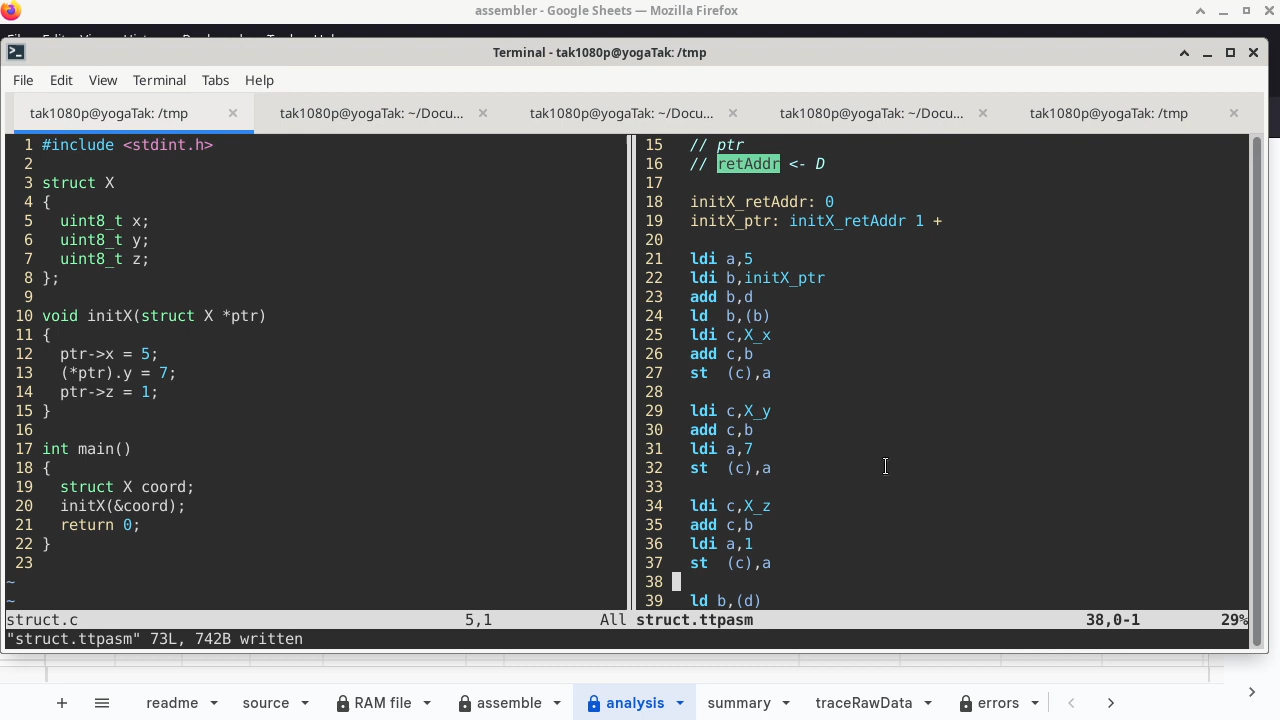 assembler - Google Sheets — Mozilla Firefox
Terminal - tak1080p@yogaTak: /tmp
File Edit View Terminal Tabs Help
tak1080p@yogaTak: /tmp
tak1080p@yogaTak: ~/Docu...
tak1080p@yogaTak: ~/Docu...
tak1080p@yogaTak: ~/Docu...
tak1080p@yogaTak: /tmp
1 #include <stdint.h>
2
3 struct X
4 {
5   uint8_t x;
6   uint8_t y;
7   uint8_t z;
8 };
9
10 void initX(struct X *ptr)
11 {
12   ptr->x = 5;
13   (*ptr).y = 7;
14   ptr->z = 1;
15 }
16
17 int main()
18 {
19   struct X coord;
20   initX(&coord);
21   return 0;
22 }
23
~
~
struct.c 5,1 All
15   // ptr
16   // retAddr <- D
17
18   initX_retAddr: 0
19   initX_ptr: initX_retAddr 1 +
20
21   ldi a,5
22   ldi b,initX_ptr
23   add b,d
24   ld  b,(b)
25   ldi c,X_x
26   add c,b
27   st  (c),a
28
29   ldi c,X_y
30   add c,b
31   ldi a,7
32   st  (c),a
33
34   ldi c,X_z
35   add c,b
36   ldi a,1
37   st  (c),a
38
39   ld b,(d)
struct.ttpasm 38,0-1 29%
"struct.ttpasm" 73L, 742B written
readme source RAM file assemble analysis summary traceRawData errors